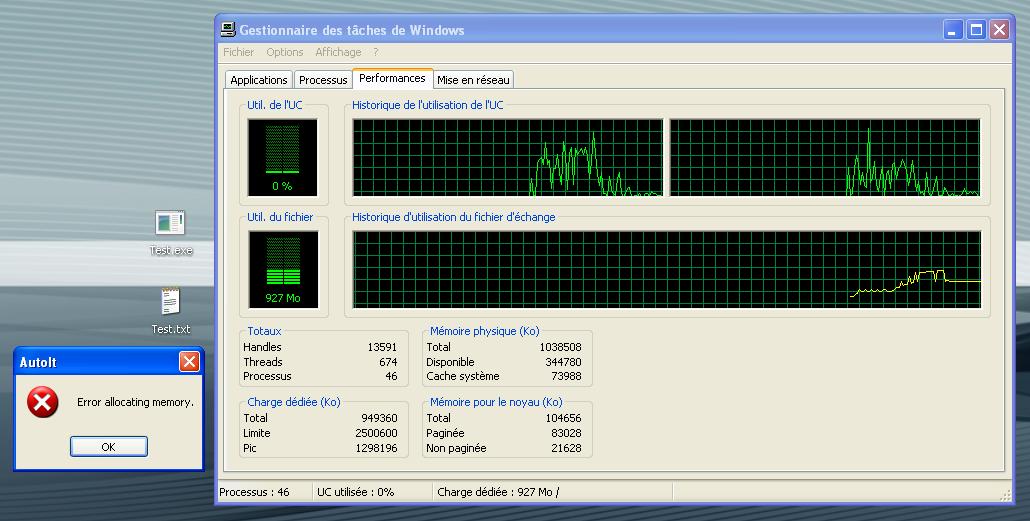 Gestionnaire des tâches de Windows
Fichier Options Affichage ?
Applications Processus Performances Mise en réseau
Util. de l'UC
Historique de l'utilisation de l'UC
0 %
Util. du fichier
Historique d'utilisation du fichier d'échange
927 Mo
Totaux
Handles 13591
Threads 674
Processus 46
Mémoire physique (Ko)
Total 1038508
Disponible 344780
Cache système 73988
Charge dédiée (Ko)
Total 949360
Limite 2500600
Pic 1298196
Mémoire pour le noyau (Ko)
Total 104656
Paginée 83028
Non paginée 21628
Processus : 46 UC utilisée : 0% Charge dédiée : 927 Mo /
Test.exe
Test.txt
AutoIt
Error allocating memory.
OK